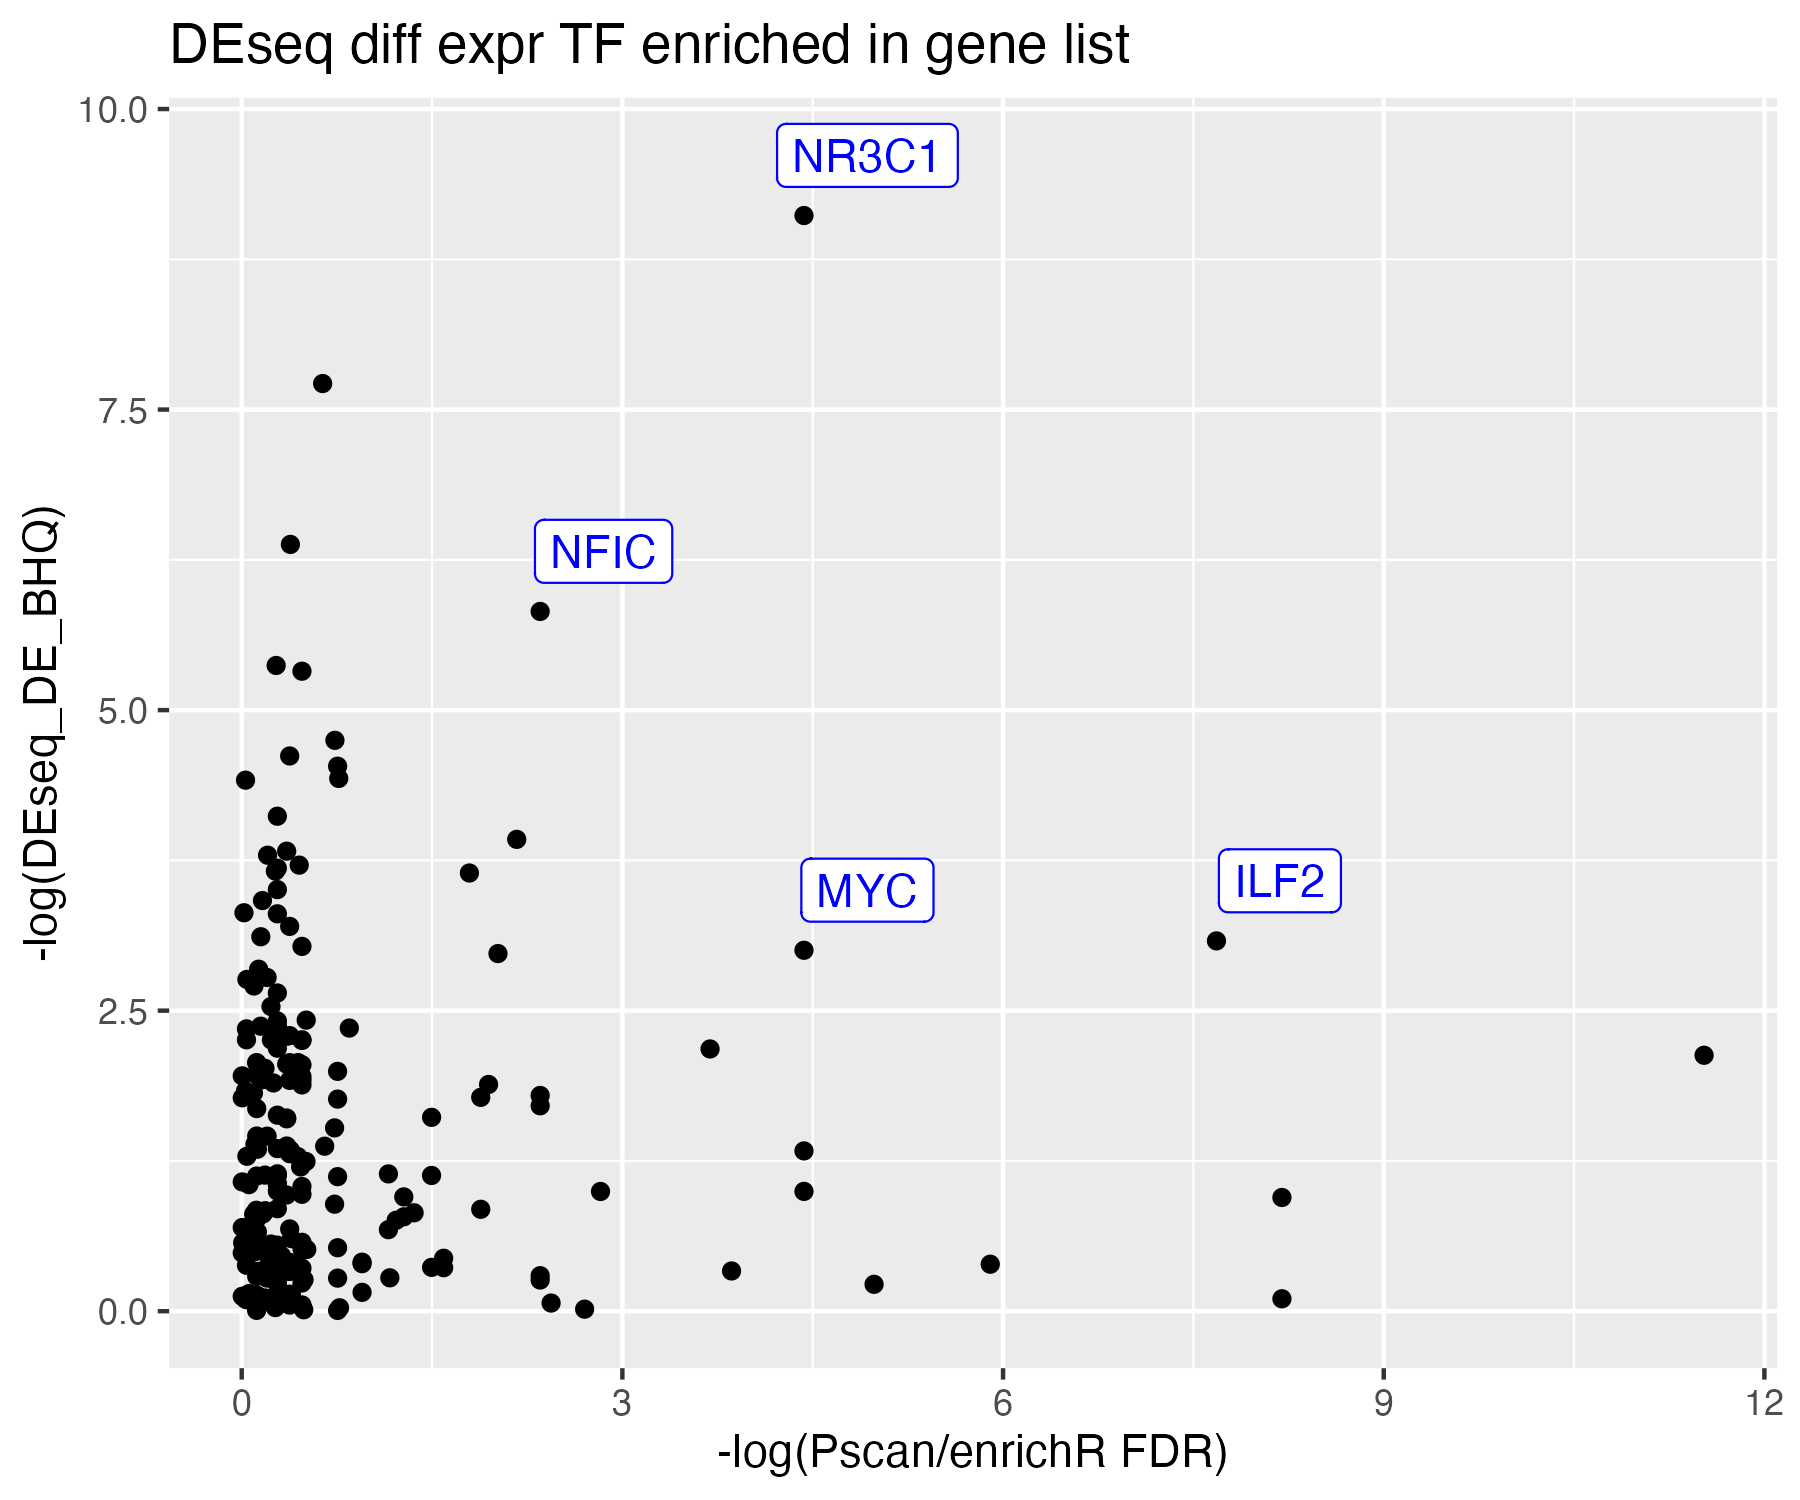 DEseq diff expr TF enriched in gene list
-log(DEseq_DE_BHQ)
10.0
7.5
5.0
2.5
0.0
NR3C1
NFIC
MYC
ILF2
0 3 6 9 12
-log(Pscan/enrichR FDR)